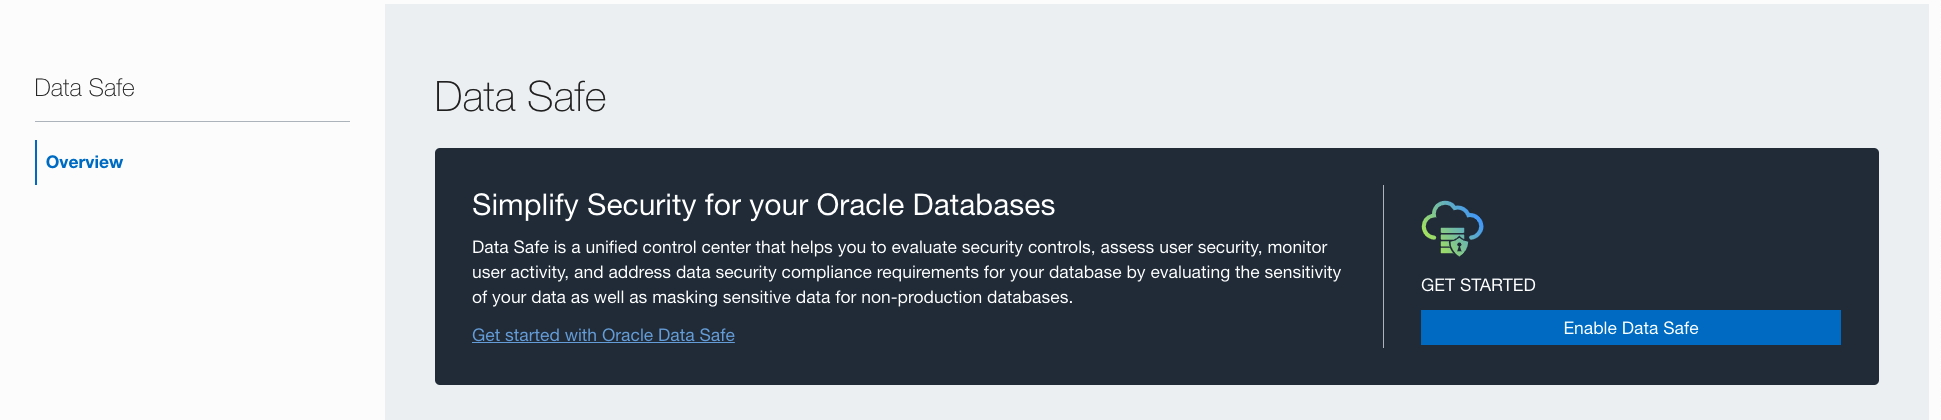 Data Safe
Overview
Data Safe
Simplify Security for your Oracle Databases
Data Safe is a unified control center that helps you to evaluate security controls, assess user security, monitor
user activity, and address data security compliance requirements for your database by evaluating the sensitivity
of your data as well as masking sensitive data for non-production databases.
Get started with Oracle Data Safe
GET STARTED
Enable Data Safe